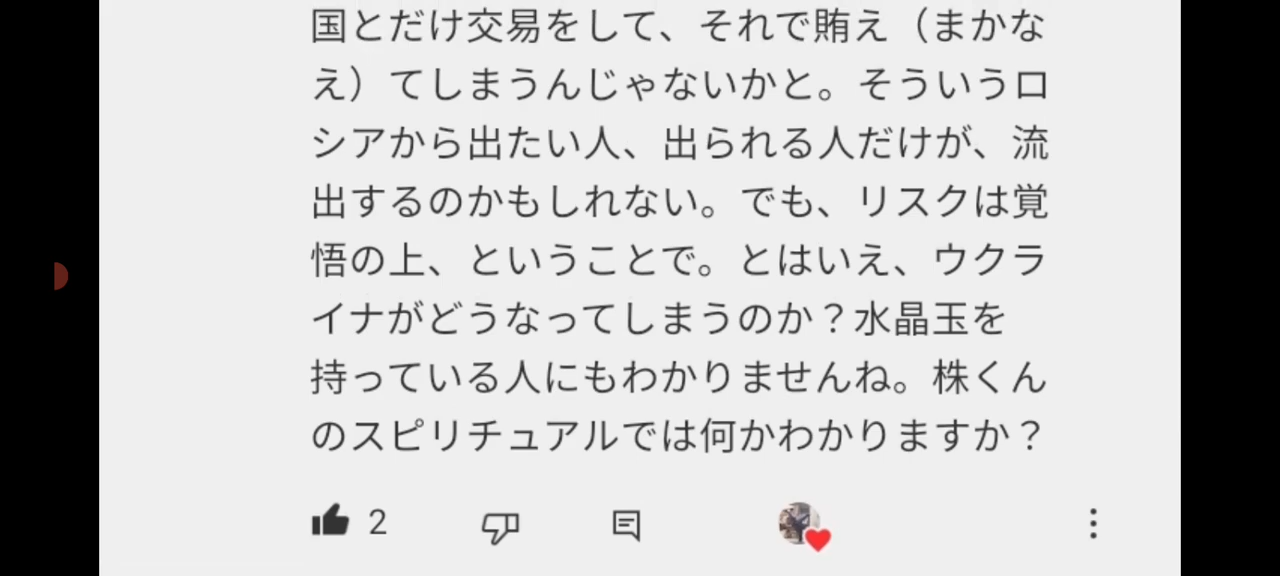 国とだけ交易をして、それで賄え（まかな
え）てしまうんじゃないかと。そういうロ
シアから出たい人、出られる人だけが、流
出するのかもしれない。でも、リスクは覚
悟の上、ということで。とはいえ、ウクラ
イナがどうなってしまうのか？水晶玉を
持っている人にもわかりませんね。株くん
のスピリチュアルでは何かわかりますか？
2